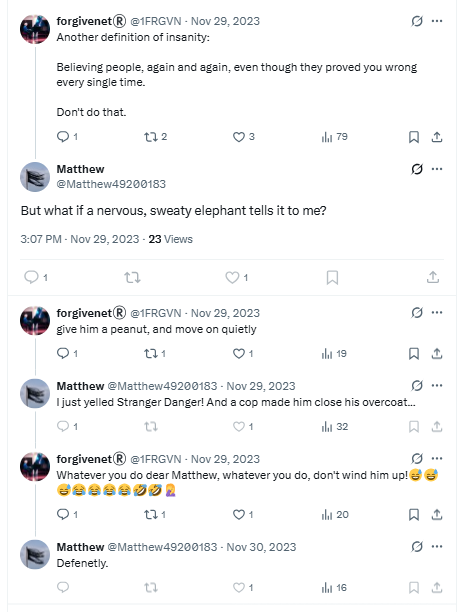 forgivenet®️ @1FRGVN · Nov 29, 2023
Another definition of insanity:
Believing people, again and again, even though they proved you wrong
every single time.
Don't do that.
1 2 3 79
Matthew
@Matthew49200183
But what if a nervous, sweaty elephant tells it to me?
3:07 PM · Nov 29, 2023 · 23 Views
1 1
forgivenet®️ @1FRGVN · Nov 29, 2023
give him a peanut, and move on quietly
1 1 1 19
Matthew @Matthew49200183 · Nov 29, 2023
I just yelled Stranger Danger! And a cop made him close his overcoat...
1 1 32
forgivenet®️ @1FRGVN · Nov 29, 2023
Whatever you do dear Matthew, whatever you do, don't wind him up!😅😅
😅😂😂😂😂🤣🤣🤦‍♀️
1 1 1 20
Matthew @Matthew49200183 · Nov 30, 2023
Defenetly.
1 16